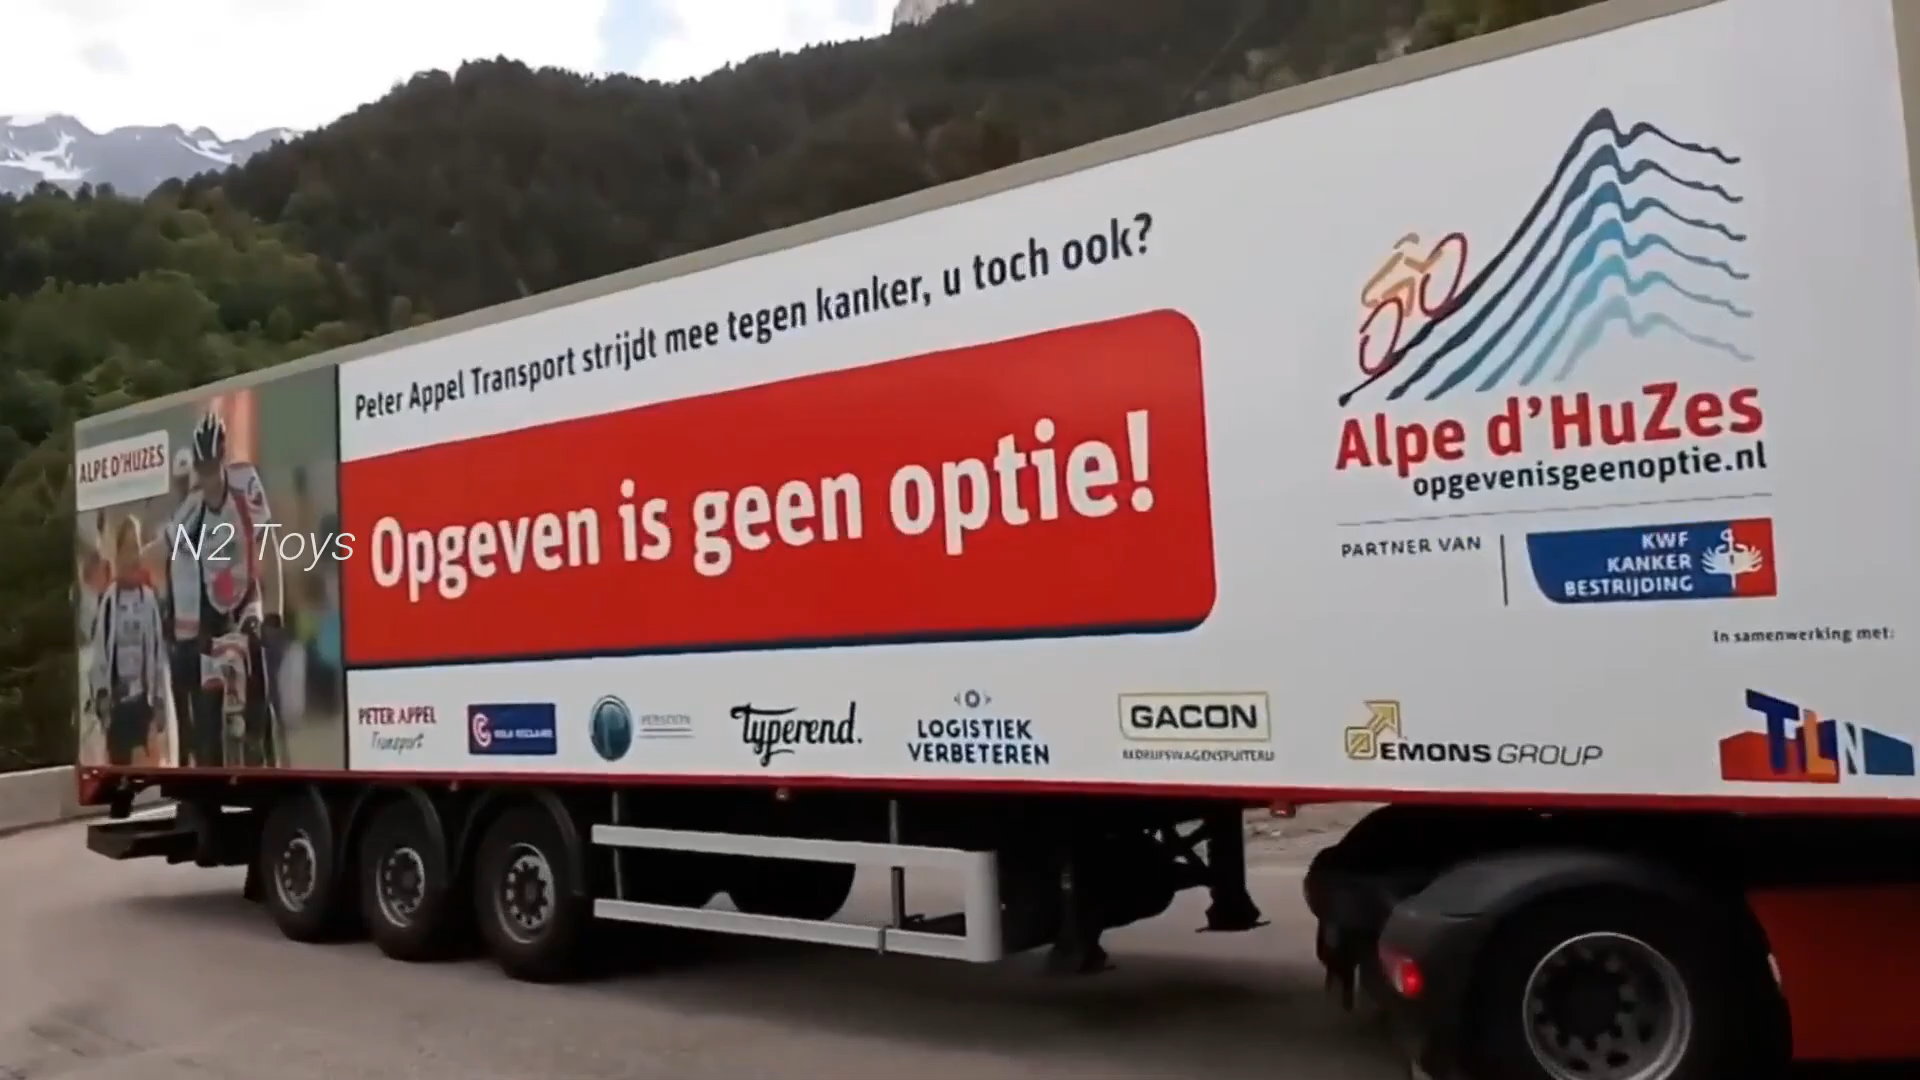 Peter Appel Transport strijdt mee tegen kanker, u toch ook?
Opgeven is geen optie!
ALPE D'HUZES
N2 Toys
Alpe d'HuZes
opgevenisgeenoptie.nl
PARTNER VAN
KWF
KANKER
BESTRIJDING
In samenwerking met:
PETER APPEL
Transport
Typerend.
LOGISTIEK
VERBETEREN
GACON
BEDRIJFSWAGENSPUITERIJ
EMONS GROUP
TLN